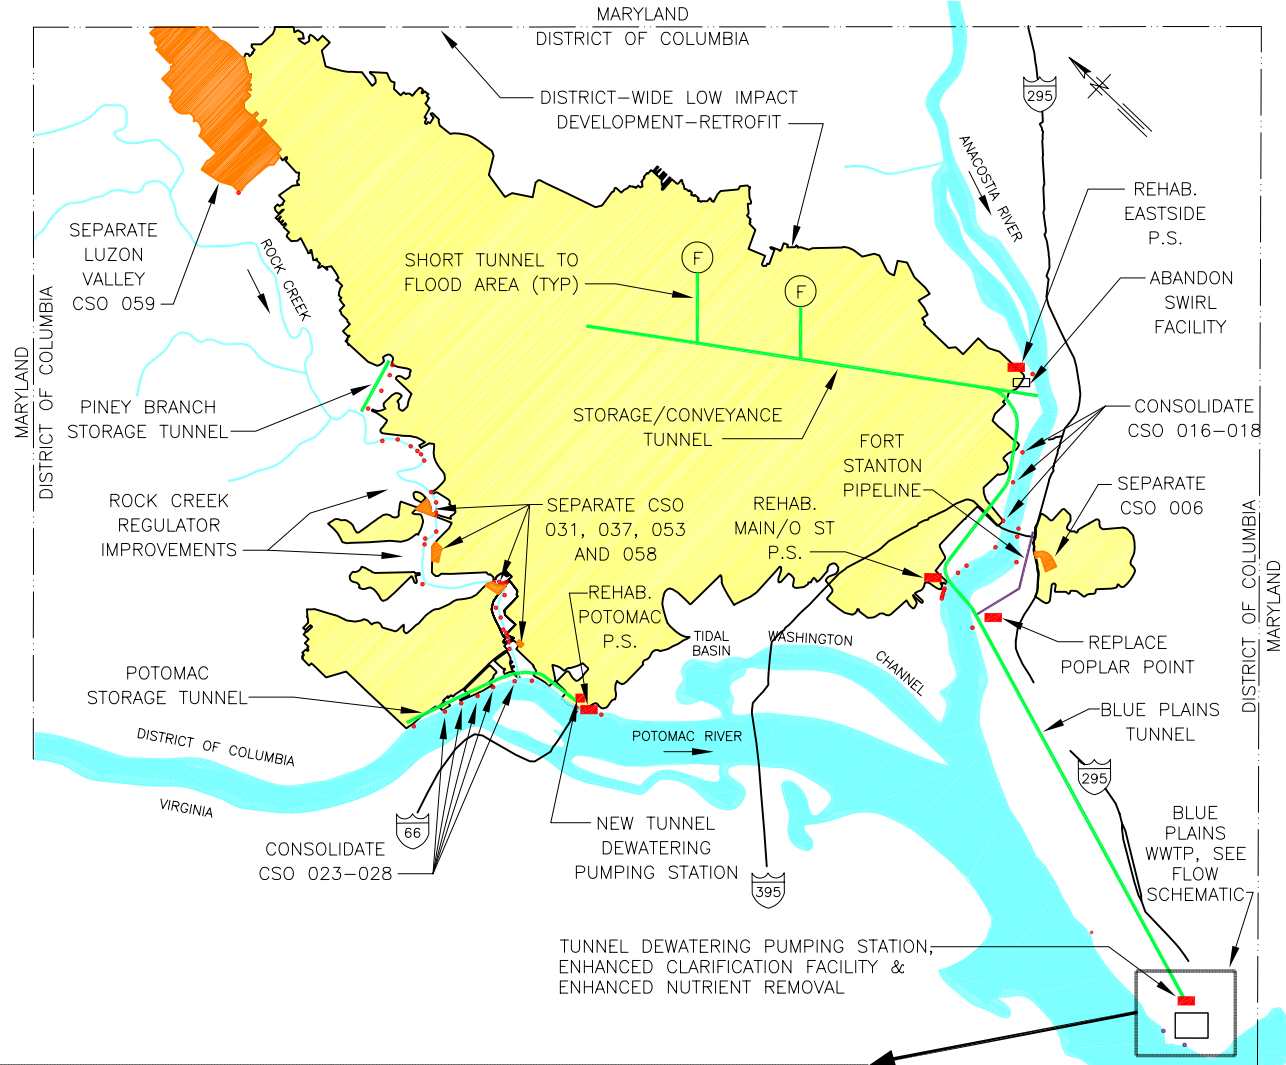 MARYLAND
DISTRICT OF COLUMBIA
DISTRICT-WIDE LOW IMPACT
DEVELOPMENT-RETROFIT
295
ANACOSTIA RIVER
REHAB.
EASTSIDE
P.S.
ABANDON
SWIRL
FACILITY
SEPARATE
LUZON
VALLEY
CSO 059
ROCK CREEK
SHORT TUNNEL TO
FLOOD AREA (TYP)
F
F
MARYLAND
DISTRICT OF COLUMBIA
PINEY BRANCH
STORAGE TUNNEL
STORAGE/CONVEYANCE
TUNNEL
CONSOLIDATE
CSO 016-018
FORT
STANTON
PIPELINE
SEPARATE
CSO 006
ROCK CREEK
REGULATOR
IMPROVEMENTS
SEPARATE CSO
031, 037, 053
AND 058
REHAB.
MAIN/O ST
P.S.
REHAB.
POTOMAC
P.S.
TIDAL
BASIN
WASHINGTON
CHANNEL
REPLACE
POPLAR POINT
DISTRICT OF COLUMBIA
MARYLAND
POTOMAC
STORAGE TUNNEL
BLUE PLAINS
TUNNEL
DISTRICT OF COLUMBIA
VIRGINIA
POTOMAC RIVER
295
66
395
CONSOLIDATE
CSO 023-028
NEW TUNNEL
DEWATERING
PUMPING STATION
BLUE
PLAINS
WWTP, SEE
FLOW
SCHEMATIC
TUNNEL DEWATERING PUMPING STATION,
ENHANCED CLARIFICATION FACILITY &
ENHANCED NUTRIENT REMOVAL